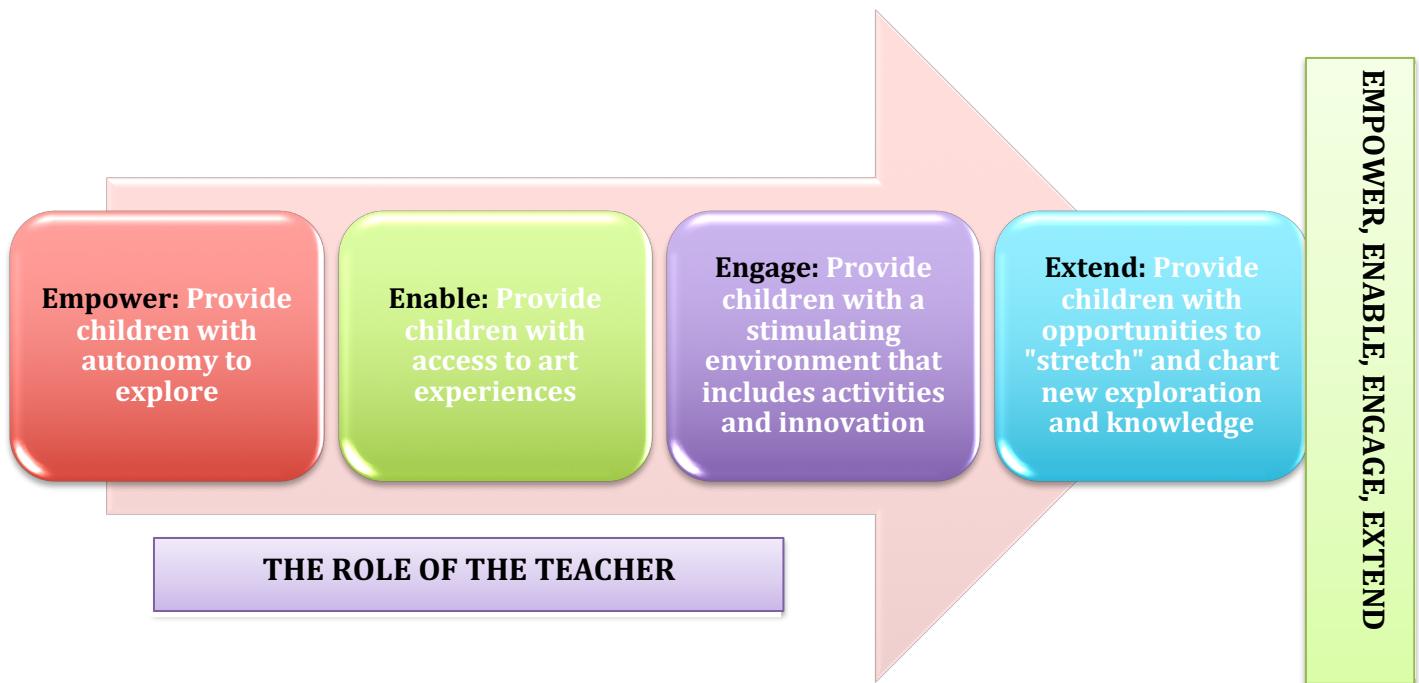 Empower: Provide
children with
autonomy to
explore
Enable: Provide
children with
access to art
experiences
Engage: Provide
children with a
stimulating
environment that
includes activities
and innovation
Extend: Provide
children with
opportunities to
"stretch" and chart
new exploration
and knowledge
THE ROLE OF THE TEACHER
EMPOWER, ENABLE, ENGAGE, EXTEND